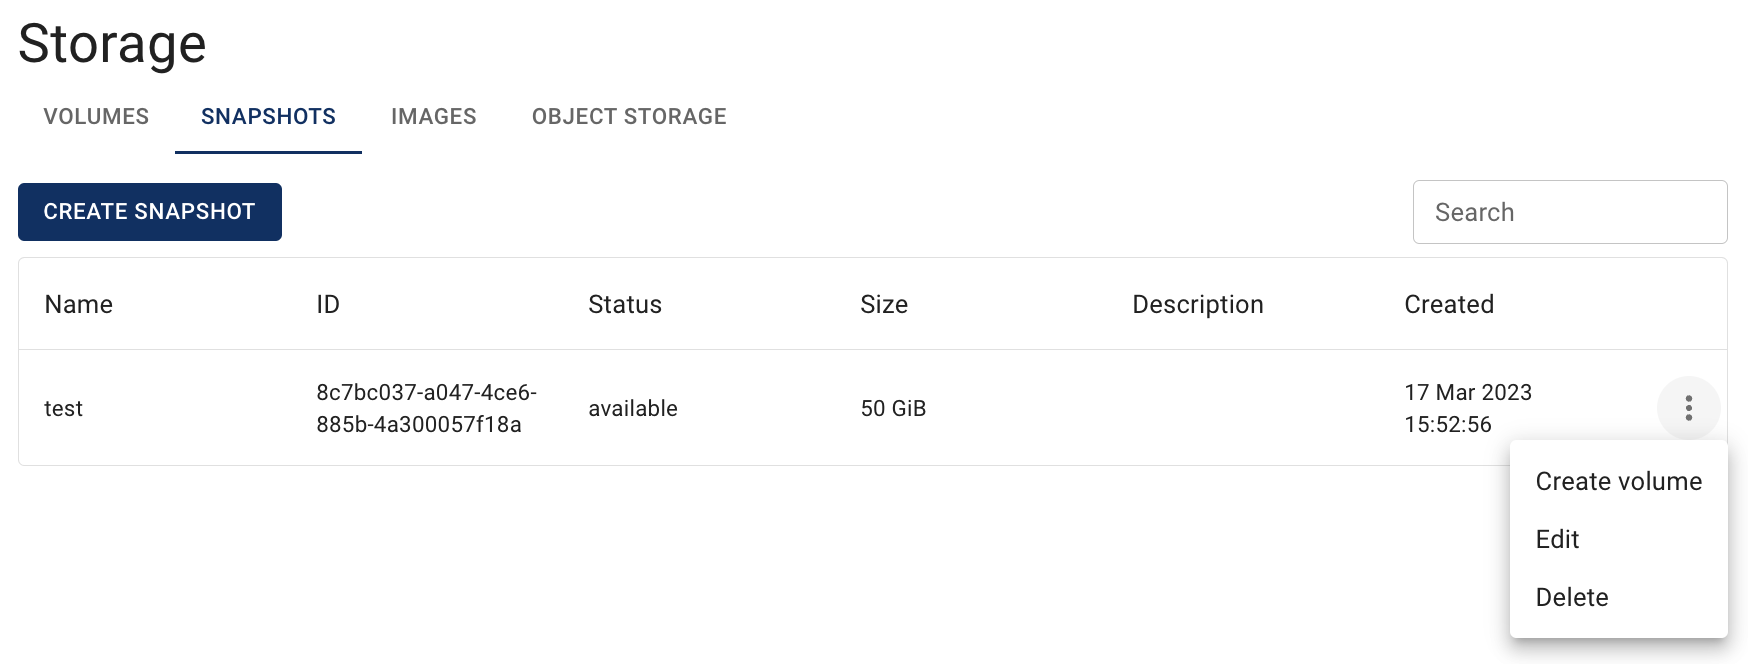 Storage
VOLUMES SNAPSHOTS IMAGES OBJECT STORAGE
CREATE SNAPSHOT
Search
Name ID Status Size Description Created
test 8c7bc037-a047-4ce6- available 50 GiB 17 Mar 2023
885b-4a300057f18a 15:52:56
Create volume
Edit
Delete